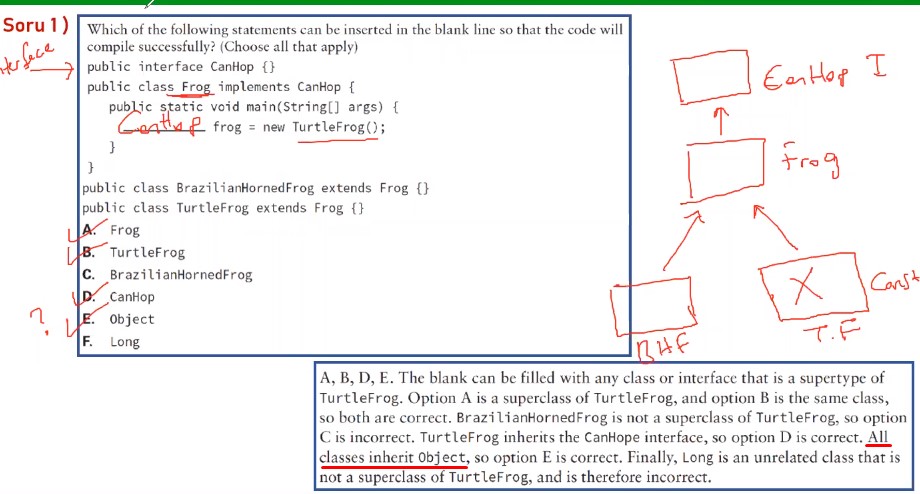 Soru 1)
Which of the following statements can be inserted in the blank line so that the code will
compile successfully? (Choose all that apply)
terface
public interface CanHop {}
public class Frog implements CanHop {
public static void main(String[] args) {
CanHop frog = new TurtleFrog();
}
}
public class BrazilianHornedFrog extends Frog {}
public class TurtleFrog extends Frog {}
A. Frog
B. TurtleFrog
C. BrazilianHornedFrog
D. CanHop
?
E. Object
F. Long
CanHop I
Frog
X
Const
BHF
T.F
A, B, D, E. The blank can be filled with any class or interface that is a supertype of
TurtleFrog. Option A is a superclass of TurtleFrog, and option B is the same class,
so both are correct. BrazilianHornedFrog is not a superclass of TurtleFrog, so option
C is incorrect. TurtleFrog inherits the CanHope interface, so option D is correct. All
classes inherit Object, so option E is correct. Finally, Long is an unrelated class that is
not a superclass of TurtleFrog, and is therefore incorrect.